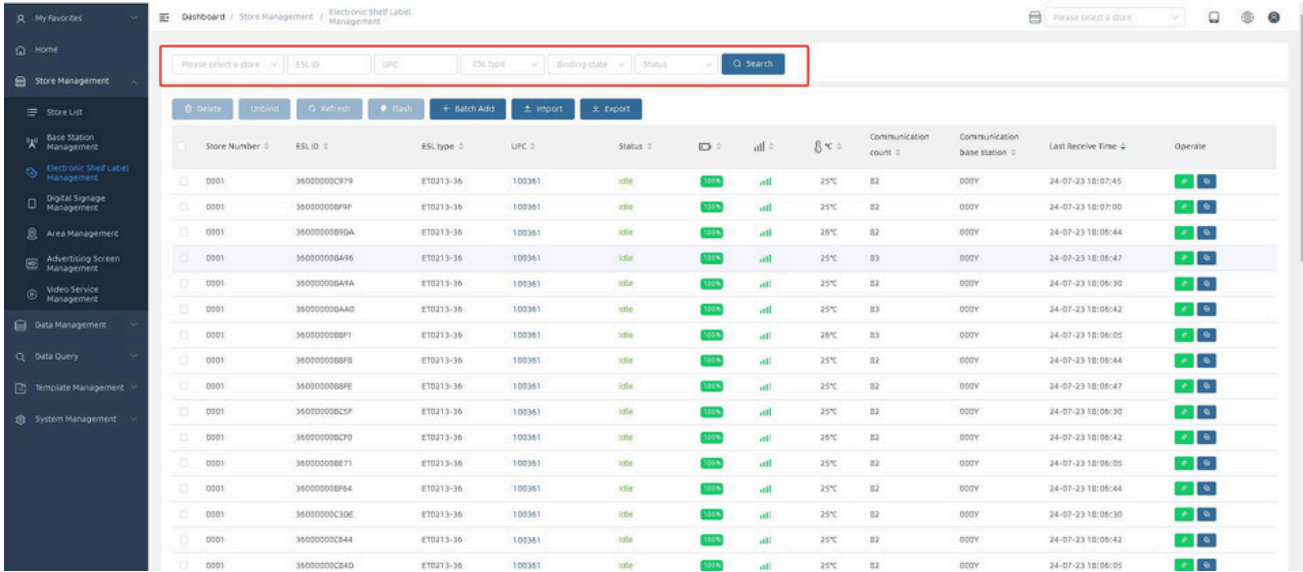 My Favorites
Dashboard / Store Management / Electronic Shelf Label Management
Please select a store
Home
Store Management
Please select a store
ESL ID
UPC
ESL type
Binding state
Status
Search
Store List
Delete
Unbind
Refresh
Flash
+ Batch Add
Import
Export
Base Station Management
Electronic Shelf Label Management
Digital Signage Management
Area Management
Advertising Screen Management
Video Service Management
Data Management
Data Query
Template Management
System Management
Store Number ESL ID ESL type UPC Status ℃ Communication count Communication base station Last Receive Time Operate
0001 36000000C979 ET0213-36 100361 Idle 100% 25℃ 82 000Y 24-07-23 18:07:45
0001 ET0213-36 100361 Idle 100% 25℃ 82 000Y 24-07-23 18:07:00
0001 36000000B9DA ET0213-36 100361 Idle 100% 26℃ 82 000Y 24-07-23 18:06:44
0001 36000000BA96 ET0213-36 100361 Idle 100% 25℃ 83 000Y 24-07-23 18:06:47
0001 36000000BA9A ET0213-36 100361 Idle 100% 25℃ 82 000Y 24-07-23 18:06:30
0001 36000000BAA0 ET0213-36 100361 Idle 100% 25℃ 83 000Y 24-07-23 18:06:42
0001 36000000BBF1 ET0213-36 100361 Idle 100% 26℃ 83 000Y 24-07-23 18:06:05
0001 36000000BBFB ET0213-36 100361 Idle 100% 25℃ 82 000Y 24-07-23 18:06:44
0001 36000000BBFE ET0213-36 100361 Idle 100% 25℃ 82 000Y 24-07-23 18:06:47
0001 36000000BC5F ET0213-36 100361 Idle 100% 25℃ 82 000Y 24-07-23 18:06:30
0001 36000000BCF0 ET0213-36 100361 Idle 100% 26℃ 82 000Y 24-07-23 18:06:42
0001 36000000BE71 ET0213-36 100361 Idle 100% 25℃ 82 000Y 24-07-23 18:06:05
0001 36000000BF64 ET0213-36 100361 Idle 100% 25℃ 82 000Y 24-07-23 18:06:44
0001 36000000C3DE ET0213-36 100361 Idle 100% 25℃ 82 000Y 24-07-23 18:06:30
0001 36000000C644 ET0213-36 100361 Idle 100% 25℃ 82 000Y 24-07-23 18:06:42
0001 36000000C84D ET0213-36 100361 Idle 100% 25℃ 82 000Y 24-07-23 18:06:05